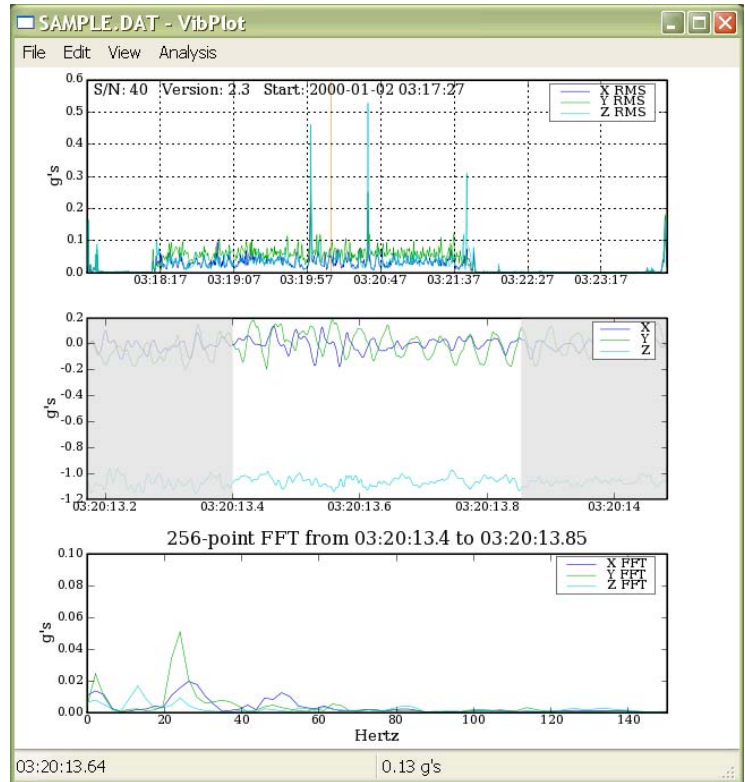 SAMPLE.DAT - VibPlot
File Edit View Analysis
S/N: 40 Version: 2.3 Start: 2000-01-02 03:17:27
X RMS
Y RMS
Z RMS
0.6
0.5
0.4
0.3
0.2
0.1
0.0
g's
03:18:17 03:19:07 03:19:57 03:20:47 03:21:37 03:22:27 03:23:17
X
Y
Z
0.2
0.0
-0.2
-0.4
-0.6
-0.8
-1.0
-1.2
g's
03:20:13.2 03:20:13.4 03:20:13.6 03:20:13.8 03:20:14
256-point FFT from 03:20:13.4 to 03:20:13.85
X FFT
Y FFT
Z FFT
0.10
0.08
0.06
0.04
0.02
0.00
g's
0 20 40 60 80 100 120 140
Hertz
03:20:13.64 0.13 g's